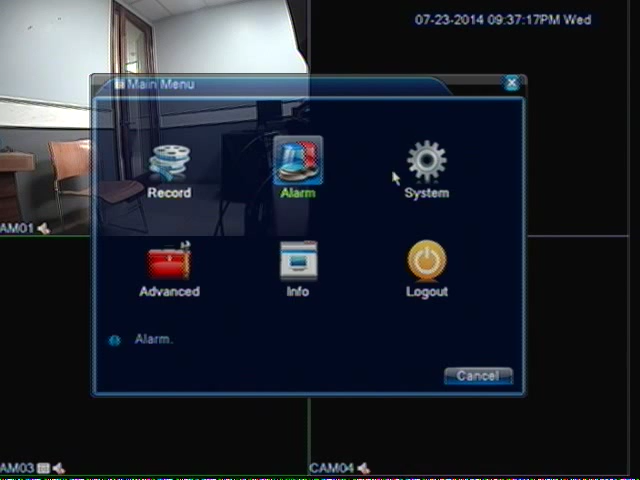 07-23-2014 09:37:17PM Wed
Main Menu
Record Alarm System
Advanced Info Logout
Alarm.
Cancel
AM01
AM03 CAM04